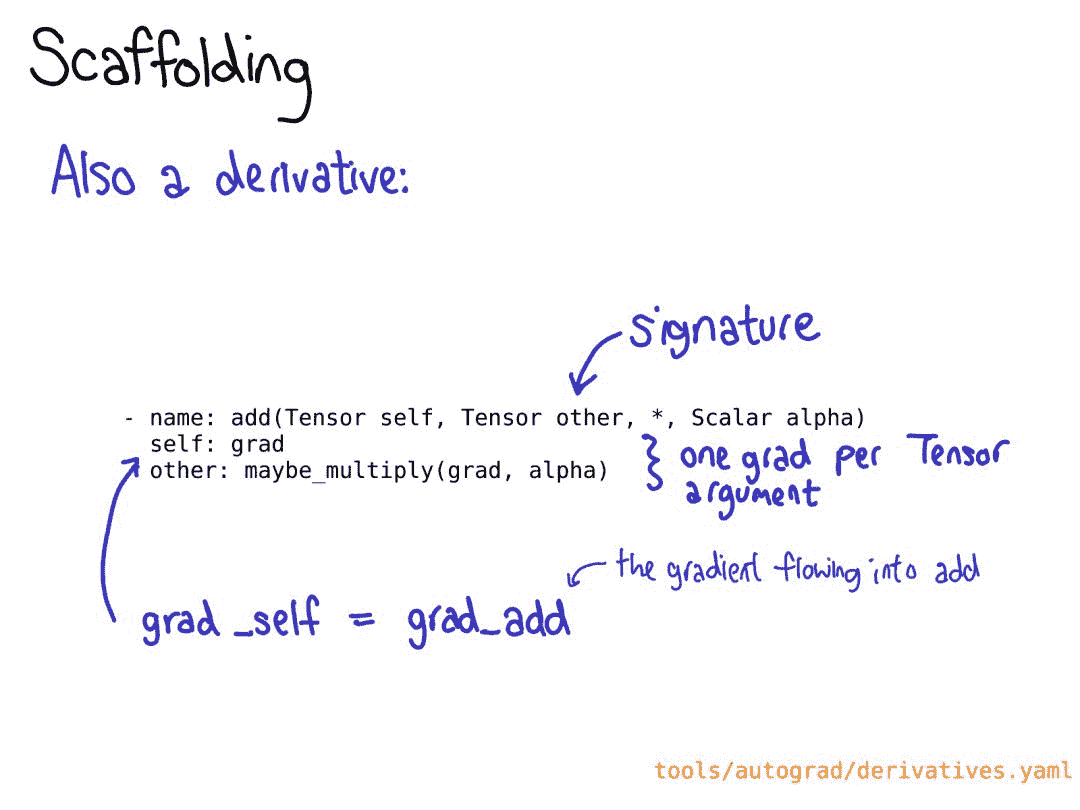 Scaffolding
Also a derivative:
signature
- name: add(Tensor self, Tensor other, *, Scalar alpha)
self: grad
other: maybe_multiply(grad, alpha)
one grad per Tensor
argument
the gradient flowing into add
grad_self = grad_add
tools/autograd/derivatives.yaml